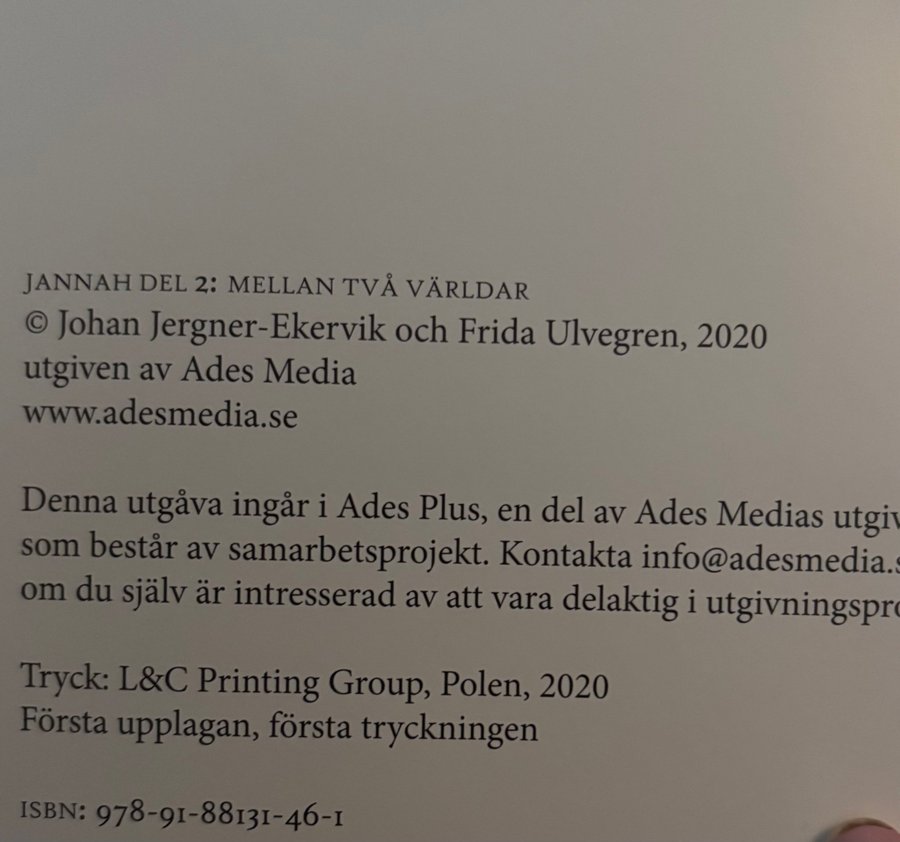 JANNAH DEL 2: MELLAN TVÅ VÄRLDAR
© Johan Jergner-Ekervik och Frida Ulvegren, 2020
utgiven av Ades Media
www.adesmedia.se
Denna utgåva ingår i Ades Plus, en del av Ades Medias
som består av samarbetsprojekt. Kontakta info@adesmedia.s
om du själv är intresserad av att vara delaktig i
Tryck: L&C Printing Group, Polen, 2020
Första upplagan, första tryckningen
ISBN: 978-91-88131-46-1